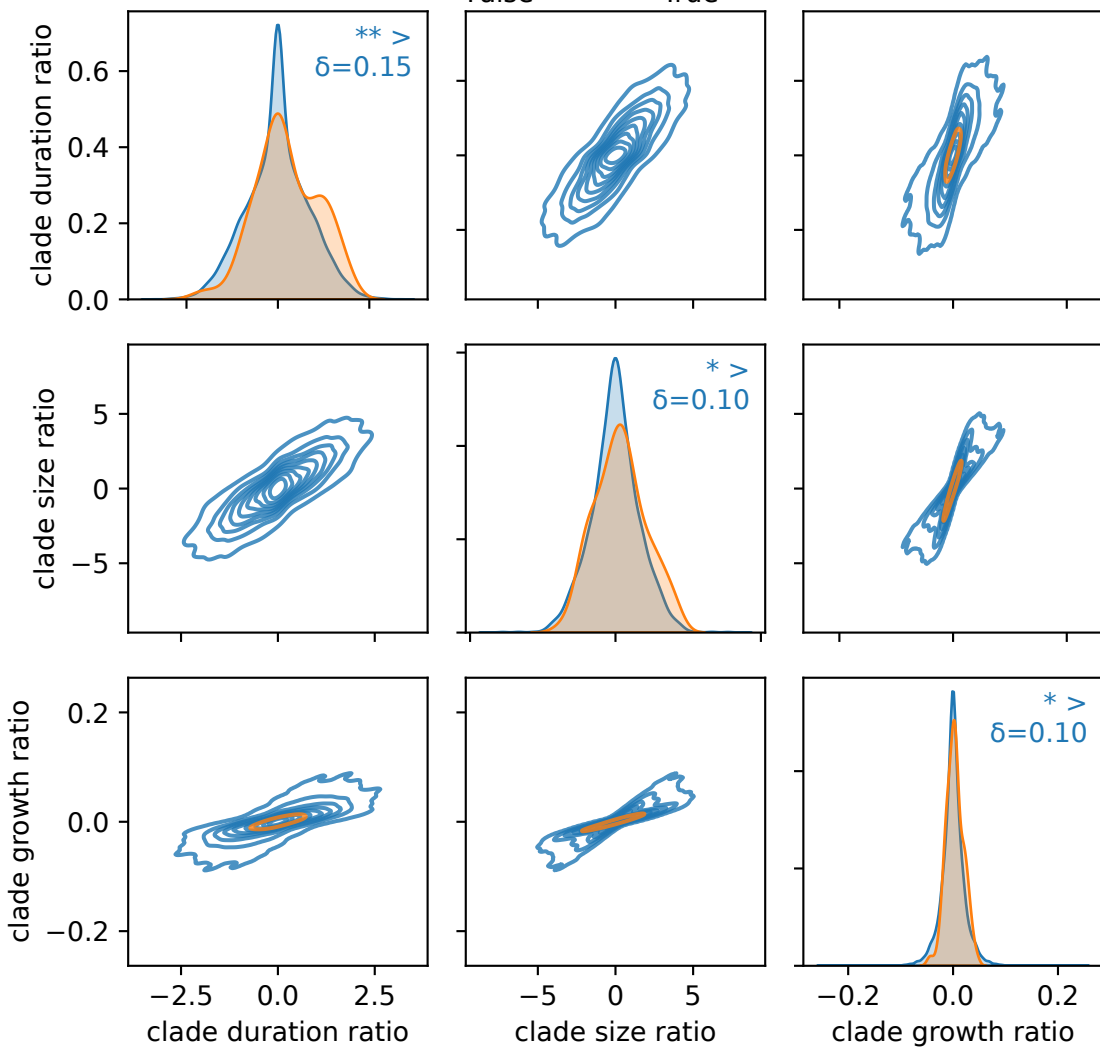 ** >
δ=0.15
clade duration ratio
0.6
0.4
0.2
0.0
* >
δ=0.10
clade size ratio
5
0
−5
* >
δ=0.10
clade growth ratio
0.2
0.0
−0.2
−2.5 0.0 2.5 −5 0 5 −0.2 0.0 0.2
clade duration ratio clade size ratio clade growth ratio